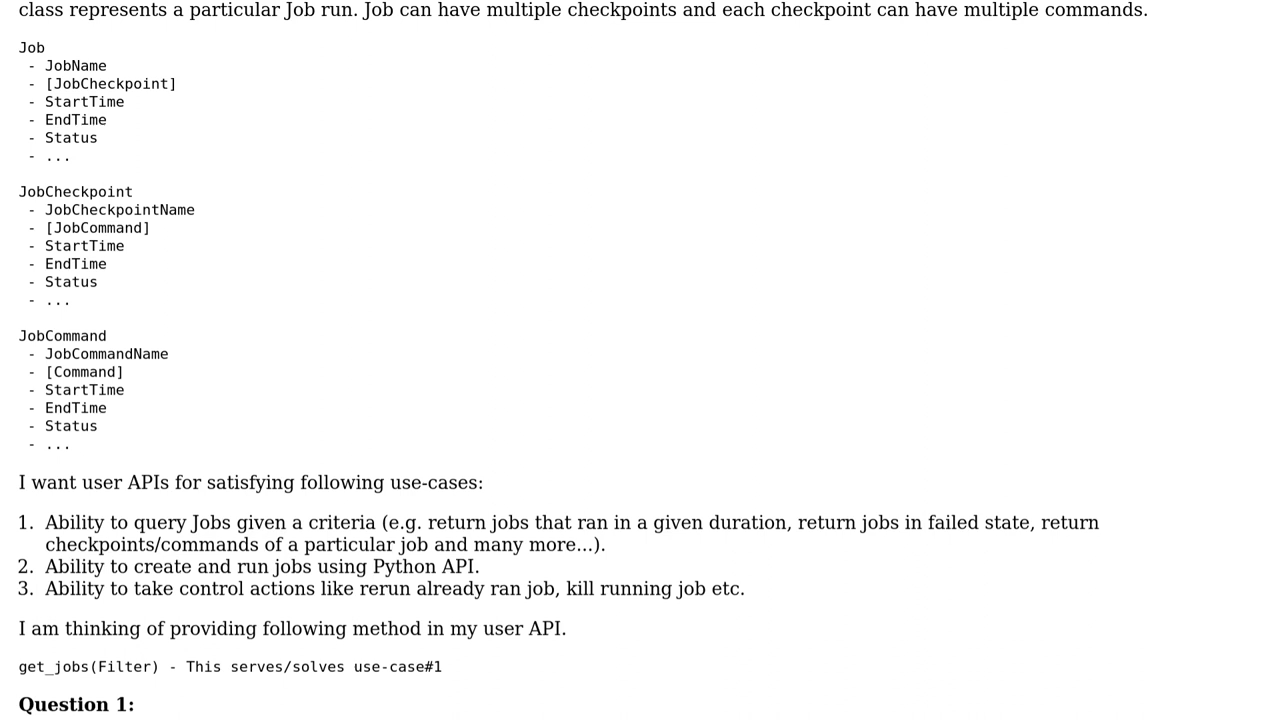 class represents a particular Job run. Job can have multiple checkpoints and each checkpoint can have multiple commands.
Job
- JobName
- [JobCheckpoint]
- StartTime
- EndTime
- Status
- ...
JobCheckpoint
- JobCheckpointName
- [JobCommand]
- StartTime
- EndTime
- Status
- ...
JobCommand
- JobCommandName
- [Command]
- StartTime
- EndTime
- Status
- ...
I want user APIs for satisfying following use-cases:
1. Ability to query Jobs given a criteria (e.g. return jobs that ran in a given duration, return jobs in failed state, return
checkpoints/commands of a particular job and many more...).
2. Ability to create and run jobs using Python API.
3. Ability to take control actions like rerun already ran job, kill running job etc.
I am thinking of providing following method in my user API.
get_jobs(Filter) - This serves/solves use-case#1
Question 1: